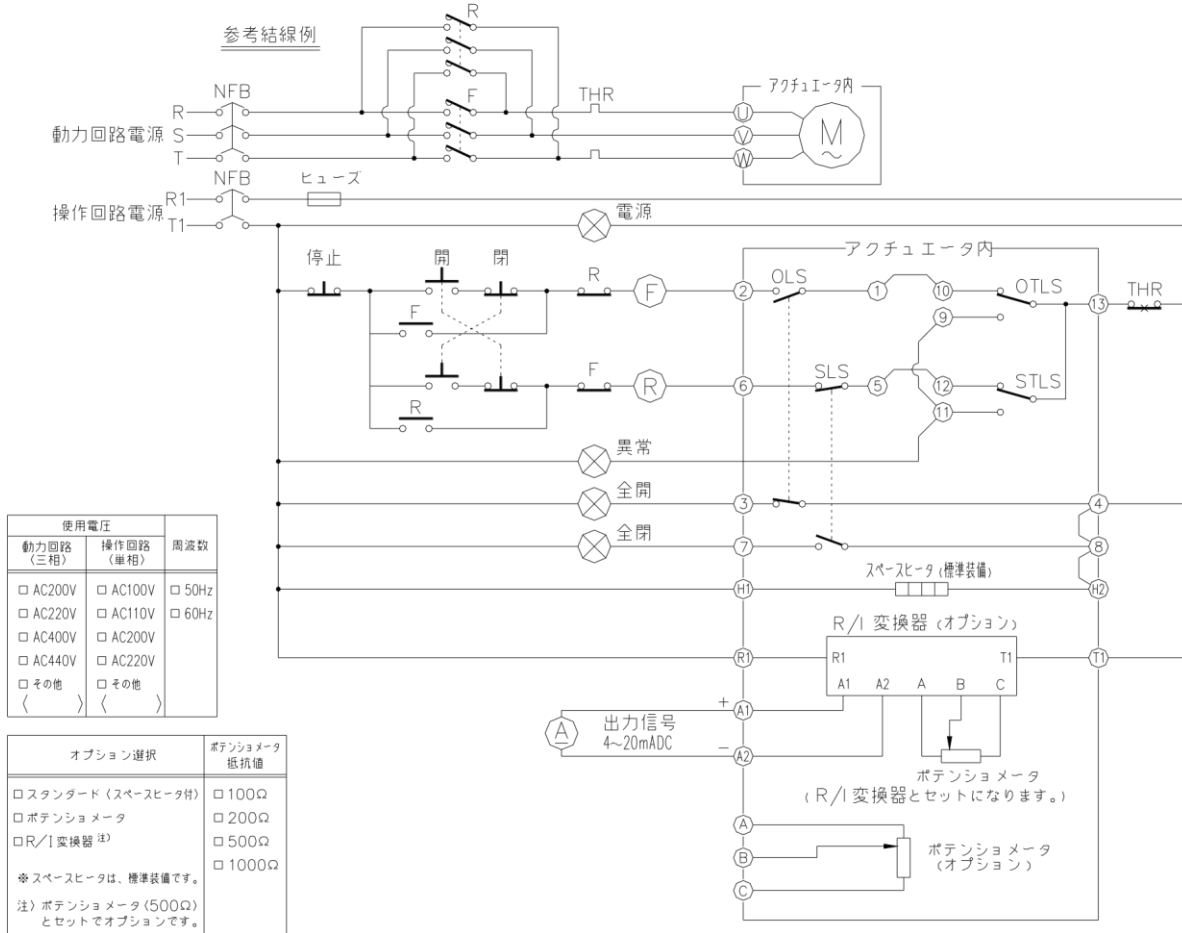 参考結線例
R
NFB
F
THR
アクチュエータ内
動力回路電源
R
S
T
U
V
W
M
NFB
ヒューズ
操作回路電源
R1
T1
電源
停止
開
閉
R
F
アクチュエータ内
2
OLS
1
10
OTLS
13
THR
F
9
F
R
6
SLS
5
12
STLS
R
11
異常
全開
3
4
全閉
7
8
スペースヒータ(標準装備)
H1
H2
R/I 変換器(オプション)
R1
R1
T1
T1
A1
A2
A
B
C
+
A1
A
出力信号
4~20mADC
−
A2
ポテンショメータ
(R/I変換器とセットになります。)
A
B
C
ポテンショメータ
(オプション)
使用電圧
周波数
動力回路
(三相)
操作回路
(単相)
□ AC200V □ AC100V □ 50Hz
□ AC220V □ AC110V □ 60Hz
□ AC400V □ AC200V
□ AC440V □ AC220V
□ その他 □ その他
〈 〉 〈 〉
オプション選択
ポテンショメータ
抵抗値
□ スタンダード〈スペースヒータ付〉 □ 100Ω
□ ポテンショメータ □ 200Ω
□ R/I変換器 注) □ 500Ω
□ 1000Ω
※ スペースヒータは、標準装備です。
注) ポテンショメータ〈500Ω〉
とセットでオプションです。